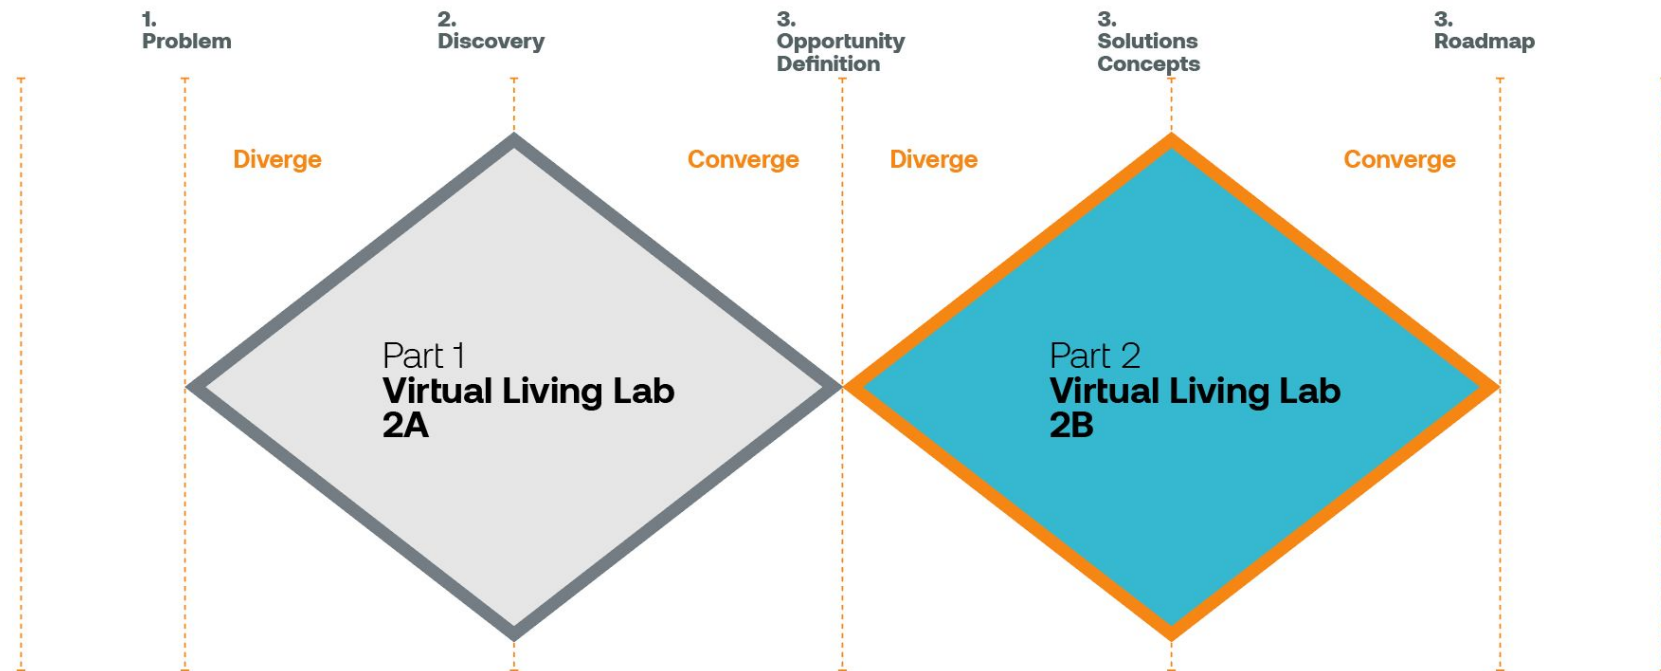 1.
Problem
2.
Discovery
3.
Opportunity
Definition
3.
Solutions
Concepts
3.
Roadmap
Diverge
Converge
Diverge
Converge
Part 1
Virtual Living Lab
2A
Part 2
Virtual Living Lab
2B